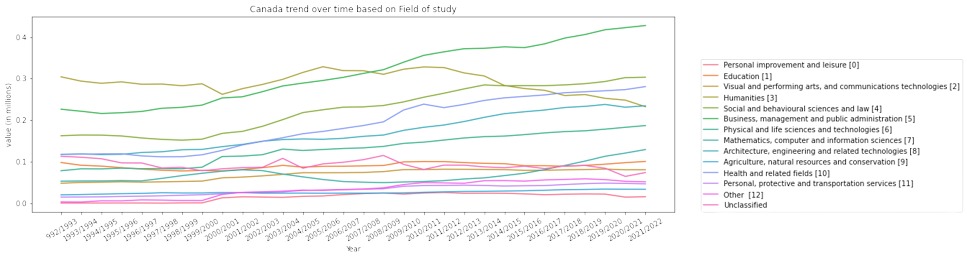 Canada trend over time based on Field of study
value (in millions)
0.4
0.3
0.2
0.1
0.0
992/1993
1993/1994
1994/1995
1995/1996
1996/1997
1997/1998
1998/1999
1999/2000
2000/2001
2001/2002
2002/2003
2003/2004
2004/2005
2005/2006
2006/2007
2007/2008
2008/2009
2009/2010
2010/2011
2011/2012
2012/2013
2013/2014
2014/2015
2015/2016
2016/2017
2017/2018
2018/2019
2019/2020
2020/2021
2021/2022
Year
Personal improvement and leisure [0]
Education [1]
Visual and performing arts, and communications technologies [2]
Humanities [3]
Social and behavioural sciences and law [4]
Business, management and public administration [5]
Physical and life sciences and technologies [6]
Mathematics, computer and information sciences [7]
Architecture, engineering and related technologies [8]
Agriculture, natural resources and conservation [9]
Health and related fields [10]
Personal, protective and transportation services [11]
Other [12]
Unclassified